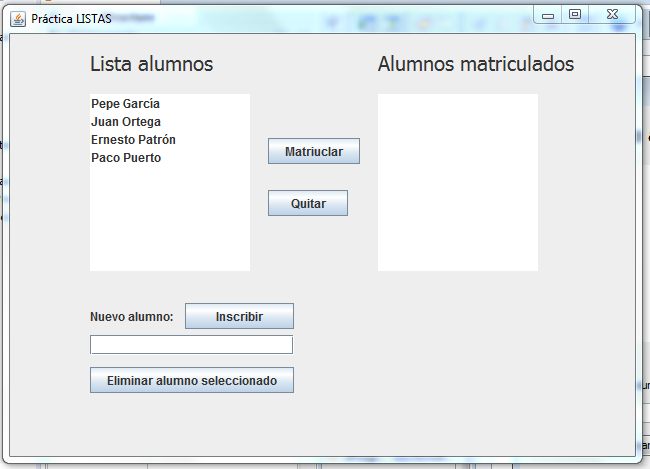 Práctica LISTAS
Lista alumnos
Alumnos matriculados
Pepe García
Juan Ortega
Ernesto Patrón
Paco Puerto
Matriuclar
Quitar
Nuevo alumno:
Inscribir
Eliminar alumno seleccionado